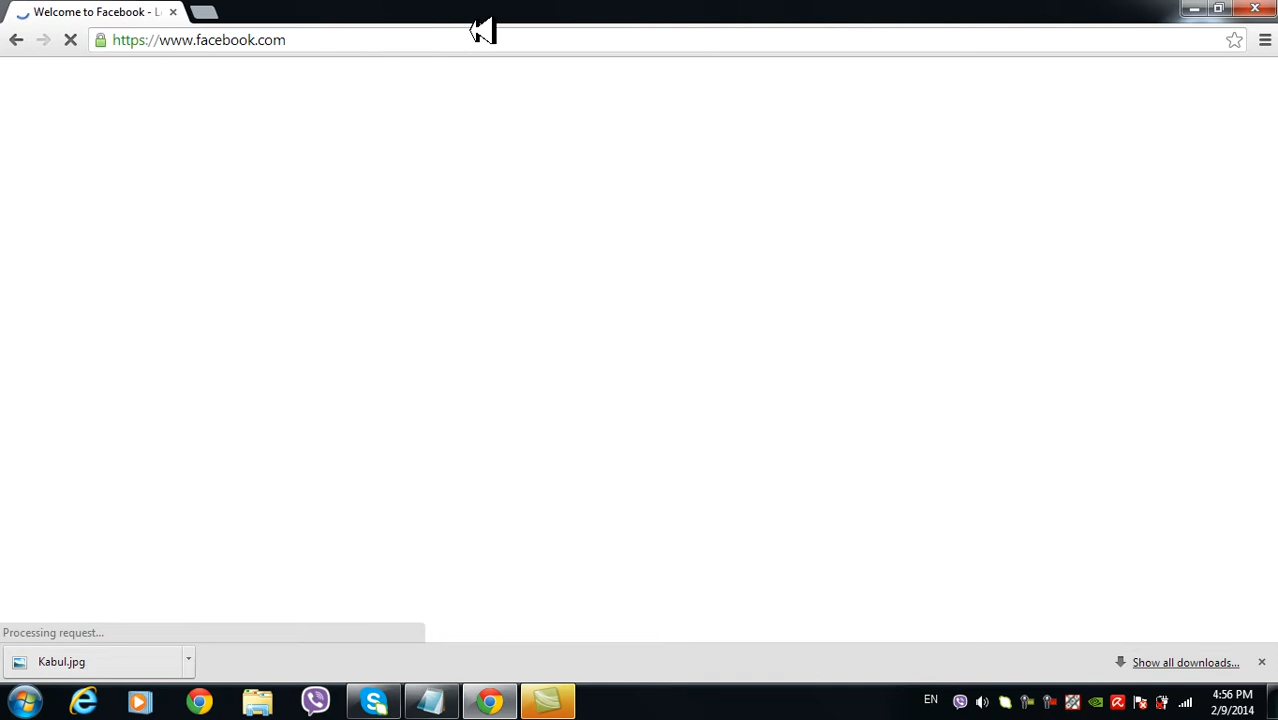 Welcome to Facebook - L
https://www.facebook.com
Processing request...
Kabul.jpg
Show all downloads...
EN
4:56 PM
2/9/2014